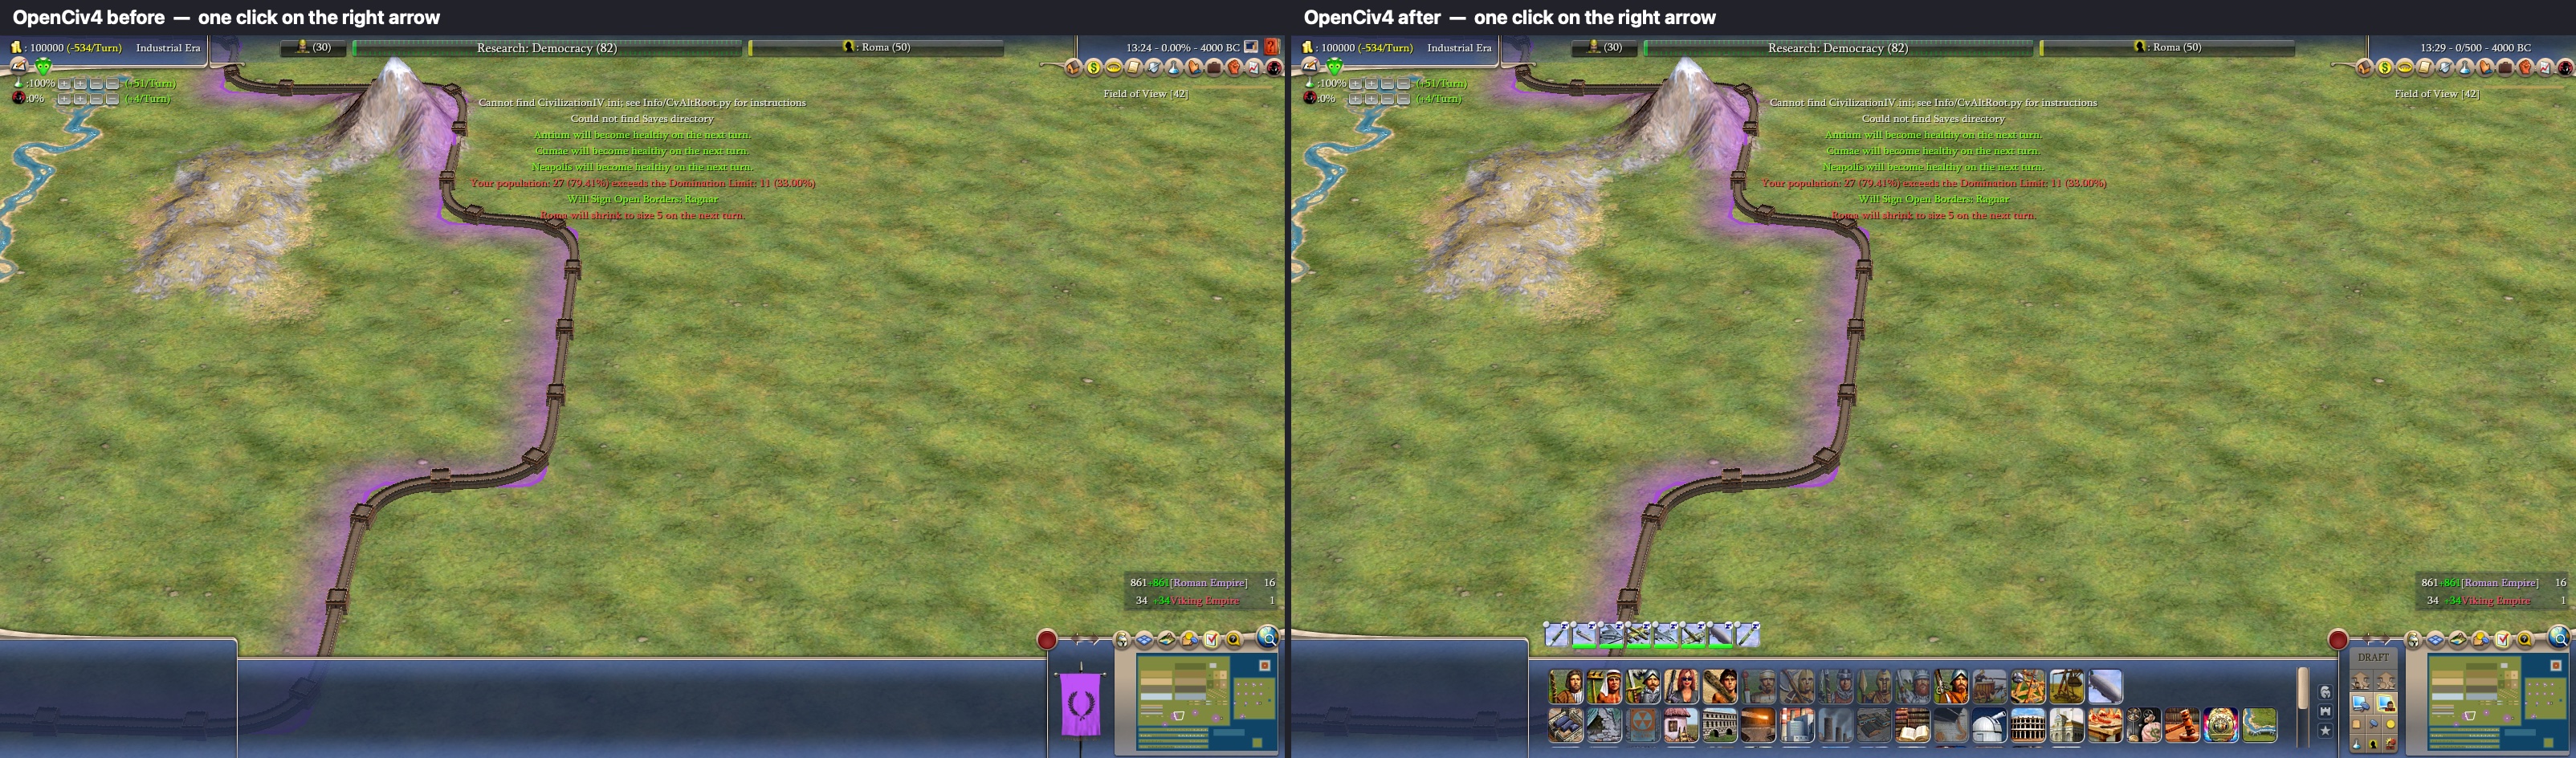 OpenCiv4 before — one click on the right arrow
: 100000 (-534/Turn) Industrial Era
(30)
Research: Democracy (82)
: Roma (50)
13:24 - 0.00% - 4000 BC
:100% (+51/Turn)
:0% (+4/Turn)
Field of View [42]
Cannot find CivilizationIV ini; see Info/CvAltRoot.py for instructions
Could not find Saves directory
Antium will become healthy on the next turn.
Cumae will become healthy on the next turn.
Neapolis will become healthy on the next turn.
Your population: 27 (79.41%) exceeds the Domination Limit: 11 (33.00%)
Will Sign Open Borders: Ragnar
Roma will shrink to size 5 on the next turn.
861 +861 [Roman Empire] 16
34 +34 Viking Empire 1
OpenCiv4 after — one click on the right arrow
: 100000 (-534/Turn) Industrial Era
(30)
Research: Democracy (82)
: Roma (50)
13:29 - 0/500 - 4000 BC
:100% (+51/Turn)
:0% (+4/Turn)
Field of View [42]
Cannot find CivilizationIV ini; see Info/CvAltRoot.py for instructions
Could not find Saves directory
Antium will become healthy on the next turn.
Cumae will become healthy on the next turn.
Neapolis will become healthy on the next turn.
Your population: 27 (79.41%) exceeds the Domination Limit: 11 (33.00%)
Will Sign Open Borders: Ragnar
Roma will shrink to size 5 on the next turn.
861 +861 [Roman Empire] 16
34 +34 Viking Empire 1
DRAFT